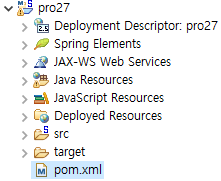 pro27
Deployment Descriptor: pro27
Spring Elements
JAX-WS Web Services
Java Resources
JavaScript Resources
Deployed Resources
src
target
pom.xml